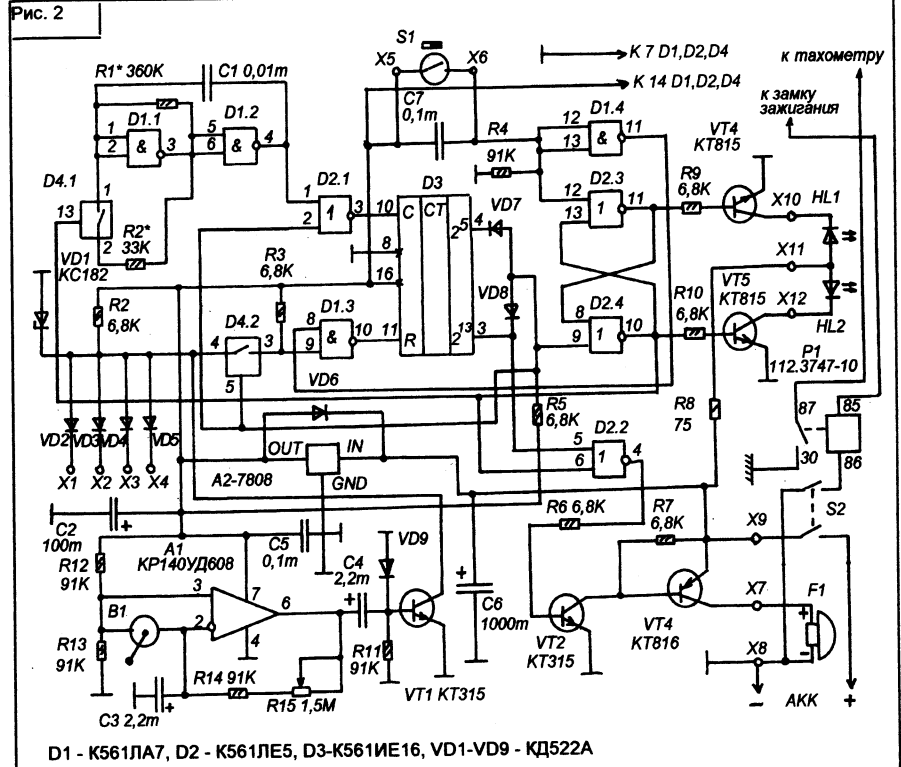 Рис. 2
S1
X5 X6
К 7 D1,D2,D4
К 14 D1,D2,D4
к тахометру
к замку
зажигания
R1* 360K C1 0,01m
C7
0,1m
D1.1 D1.2
1 2 & 3
5 6 & 4
R4
91K
D1.4
12 13 & 11
VT4
КТ815
D4.1
13 1 2
R2*
33K
D2.1
1 2 1 3
D3
10 C CT
8
16
11 R
2 5 4
2 13 3
VD7
VD8
D2.3
12 13 1 11
R9
6,8K
X10 HL1
X11
VD1
КС182
R3
6,8K
R2
6,8K
D1.3
8 9 & 10
D4.2
4 3 5
D2.4
8 9 1 10
R10
6,8K
VT5
КТ815
X12
HL2
P1
112.3747-10
VD6
R5
6,8K
R8
75
87 85
30 86
VD2 VD3 VD4 VD5
X1 X2 X3 X4
OUT IN
A2-7808
GND
D2.2
5 6 1 4
R6 6,8K R7
6,8K
S2
C2
100m
A1
КР140УД608
C5
0,1m
C4
2,2m
VD9
X9
R12
91K
3 2 7 4 6
B1
R13
91K
C6
1000m
X7 F1
VT2
КТ315
VT4
КТ816
X8
R14 91K
R11
91K
VT1 КТ315
C3 2,2m
R15 1,5M
- АКК +
D1 - К561ЛА7, D2 - К561ЛЕ5, D3-К561ИЕ16, VD1-VD9 - КД522А